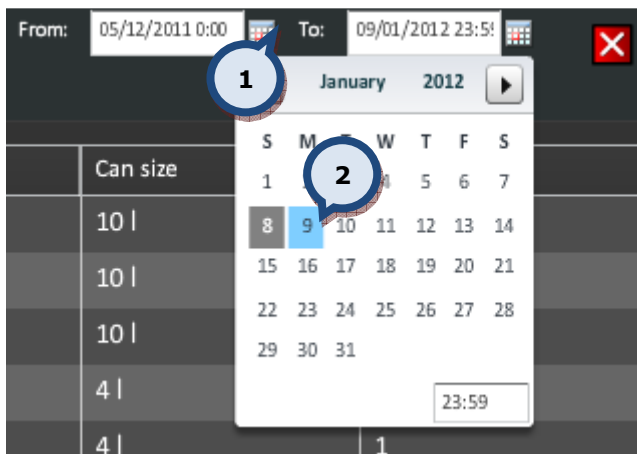 From: 05/12/2011 0:00 To: 09/01/2012 23:5
1 January 2012
S M W T F S
Can size
1 2 5 6 7
10 l
8 9 10 11 12 13 14
10 l
15 16 17 18 19 20 21
22 23 24 25 26 27 28
10 l
29 30 31
4 l
23:59
4 l 1